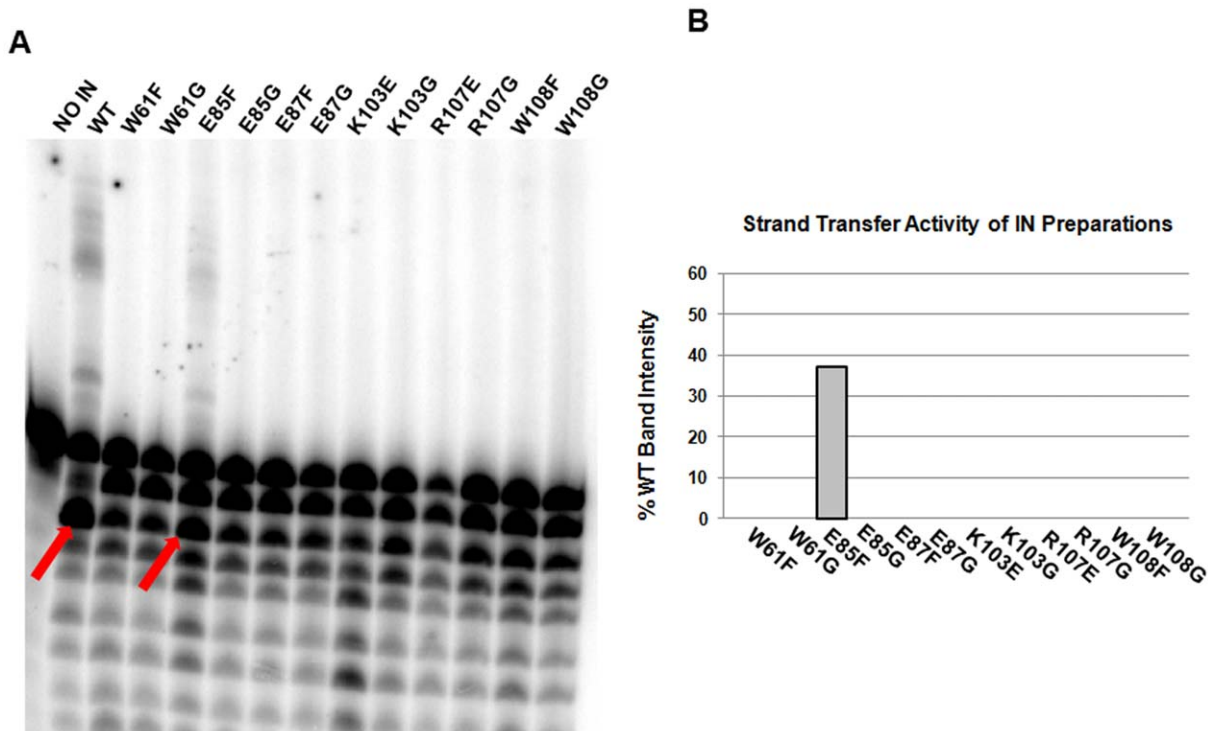 A
NO IN
WT
W61F
W61G
E85F
E85G
E87F
E87G
K103E
K103G
R107E
R107G
W108F
W108G
B
Strand Transfer Activity of IN Preparations
% WT Band Intensity
60
50
40
30
20
10
0
W61F
W61G
E85F
E85G
E87F
E87G
K103E
K103G
R107E
R107G
W108F
W108G